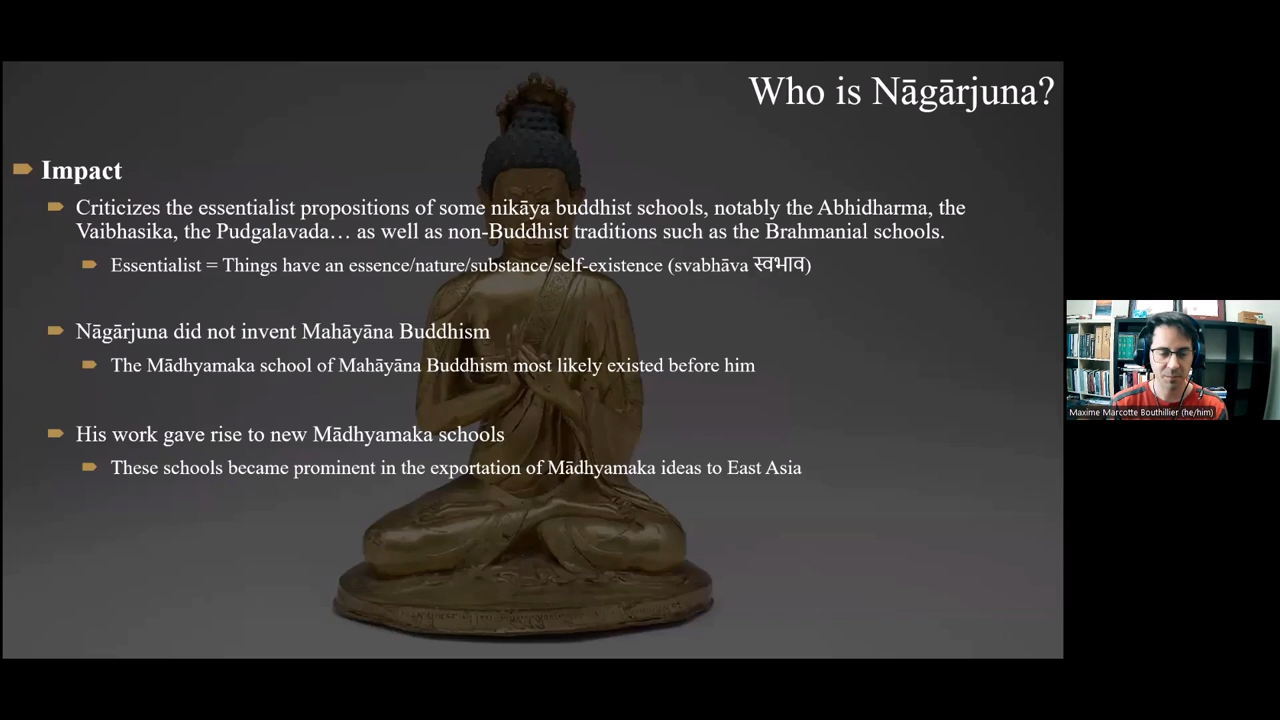 Who is Nāgārjuna?
Impact
Criticizes the essentialist propositions of some nikāya buddhist schools, notably the Abhidharma, the
Vaibhasika, the Pudgalavada… as well as non-Buddhist traditions such as the Brahmanial schools.
Essentialist = Things have an essence/nature/substance/self-existence (svabhāva स्वभाव)
Nāgārjuna did not invent Mahāyāna Buddhism
The Mādhyamaka school of Mahāyāna Buddhism most likely existed before him
His work gave rise to new Mādhyamaka schools
These schools became prominent in the exportation of Mādhyamaka ideas to East Asia
Maxime Marcotte Bouthillier (he/him)